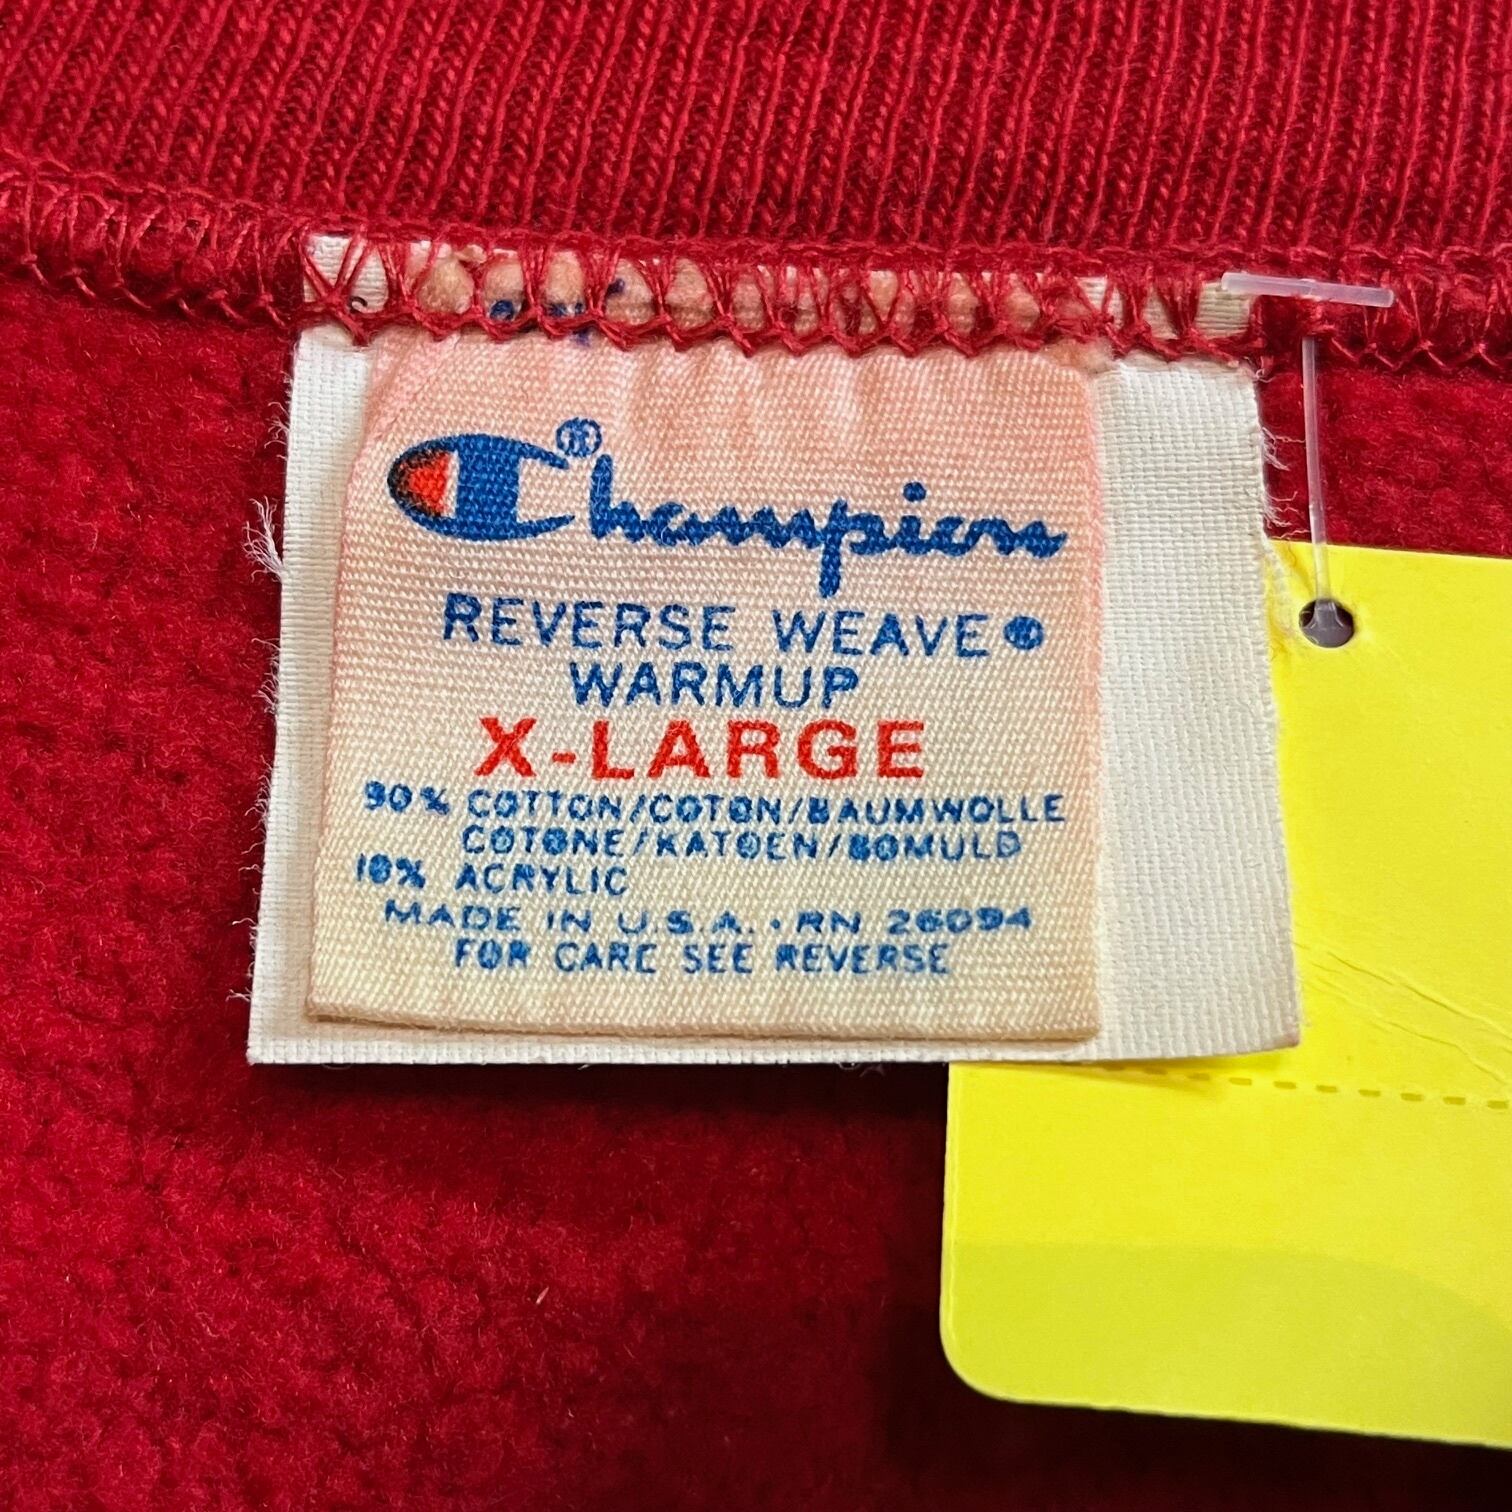 Champion®
REVERSE WEAVE®
WARMUP
X-LARGE
90% COTTON/COTON/BAUMWOLLE
COTONE/KATOEN/BOMULD
10% ACRYLIC
MADE IN U.S.A. • RN 26094
FOR CARE SEE REVERSE